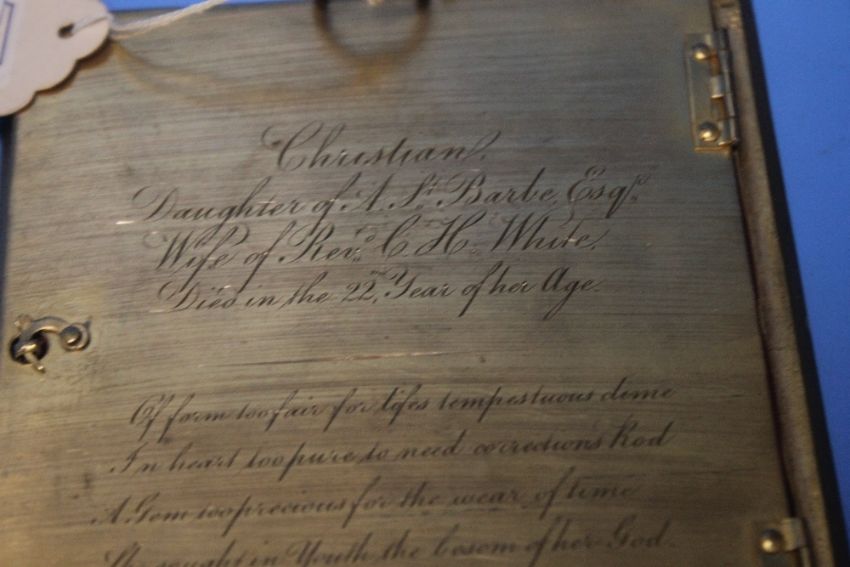 Christian.
Daughter of A. St. Barbe, Esqr.
Wife of Revd. C. H. White.
Died in the 22nd, Year of her Age.
Of form too fair for lifes tempestuous clime
In heart too pure to need corrections Rod
A Gem too precious for the wear of time
She sought in Youth the bosom of her God.